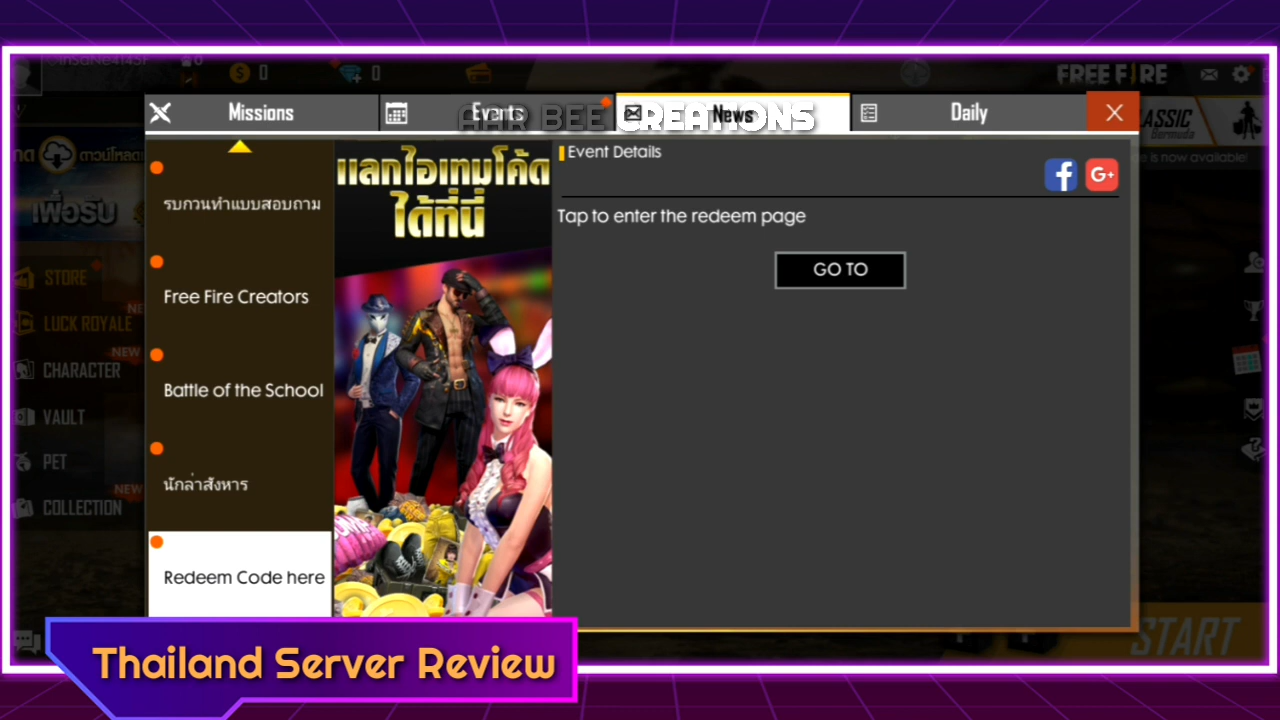 0
0
FREE FIRE
Missions
Events
News
Daily
AAR BEE CREATIONS
CLASSIC
Bermuda
is now available!
ดาวน์โหลด
เพื่อรับ
STORE
LUCK ROYALE
NEW
CHARACTER
VAULT
PET
NEW
COLLECTION
รบกวนทำแบบสอบถาม
Free Fire Creators
Battle of the School
นักล่าสังหาร
Redeem Code here
แลกไอเทมโค้ด
ได้ที่นี่
Event Details
f
G+
Tap to enter the redeem page
GO TO
START
Thailand Server Review